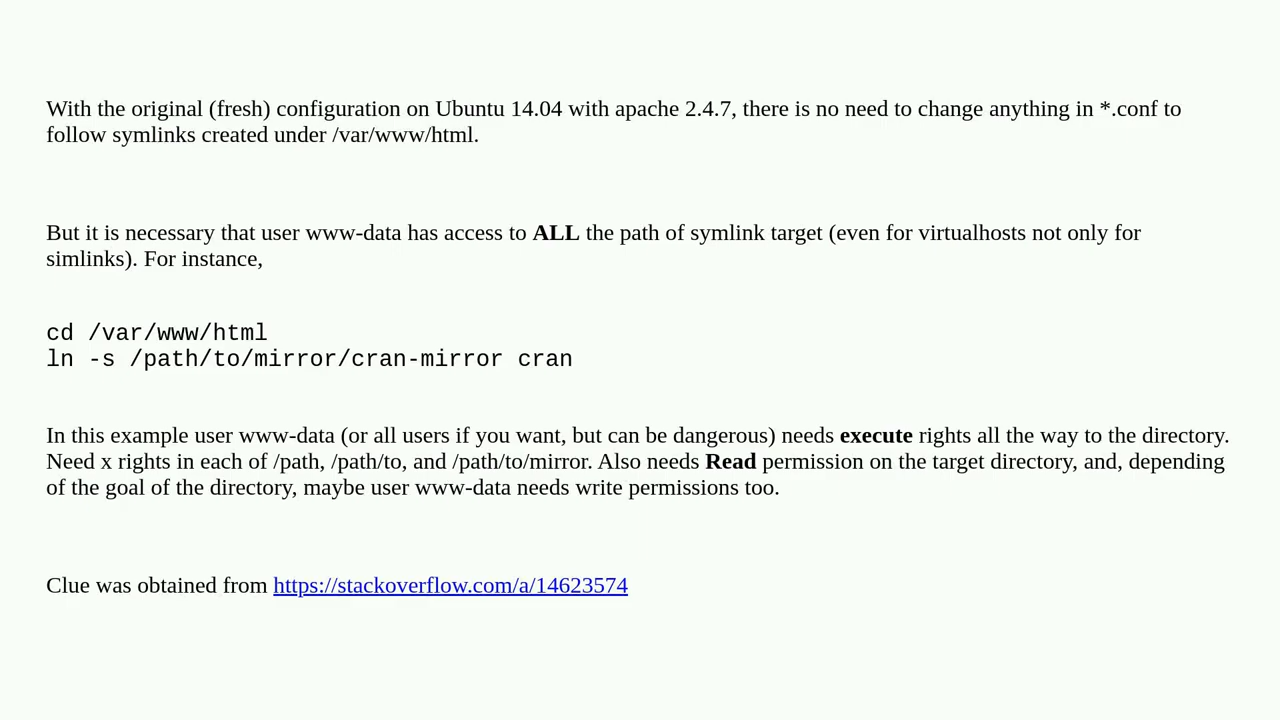 With the original (fresh) configuration on Ubuntu 14.04 with apache 2.4.7, there is no need to change anything in *.conf to
follow symlinks created under /var/www/html.
But it is necessary that user www-data has access to ALL the path of symlink target (even for virtualhosts not only for
simlinks). For instance,
cd /var/www/html
ln -s /path/to/mirror/cran-mirror cran
In this example user www-data (or all users if you want, but can be dangerous) needs execute rights all the way to the directory.
Need x rights in each of /path, /path/to, and /path/to/mirror. Also needs Read permission on the target directory, and, depending
of the goal of the directory, maybe user www-data needs write permissions too.
Clue was obtained from https://stackoverflow.com/a/14623574